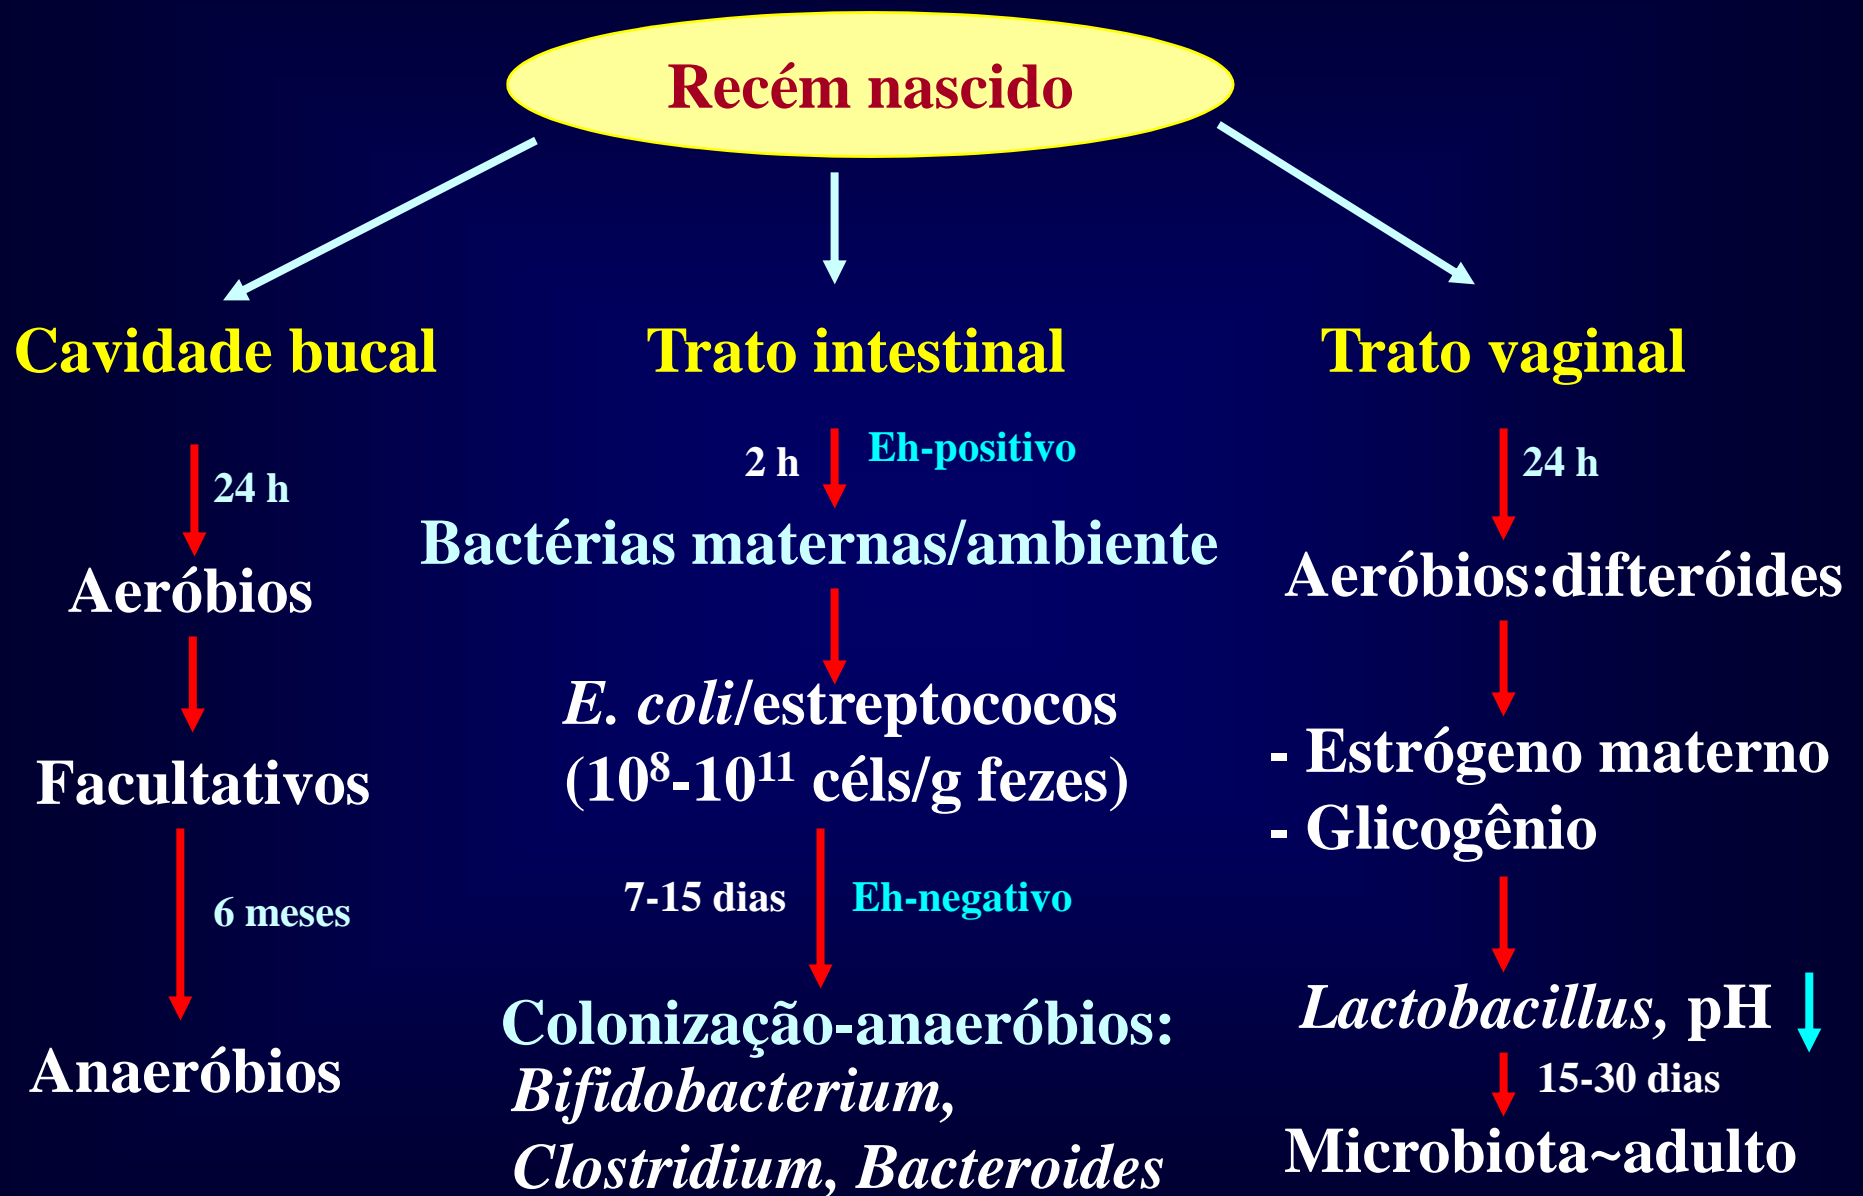 Recém nascido
Cavidade bucal
24 h
Aeróbios
Facultativos
6 meses
Anaeróbios
Trato intestinal
2 h
Eh-positivo
Bactérias maternas/ambiente
E. coli/estreptococos
(10⁸-10¹¹ céls/g fezes)
7-15 dias
Eh-negativo
Colonização-anaeróbios:
Bifidobacterium,
Clostridium, Bacteroides
Trato vaginal
24 h
Aeróbios:difteróides
- Estrógeno materno
- Glicogênio
Lactobacillus, pH
15-30 dias
Microbiota~adulto